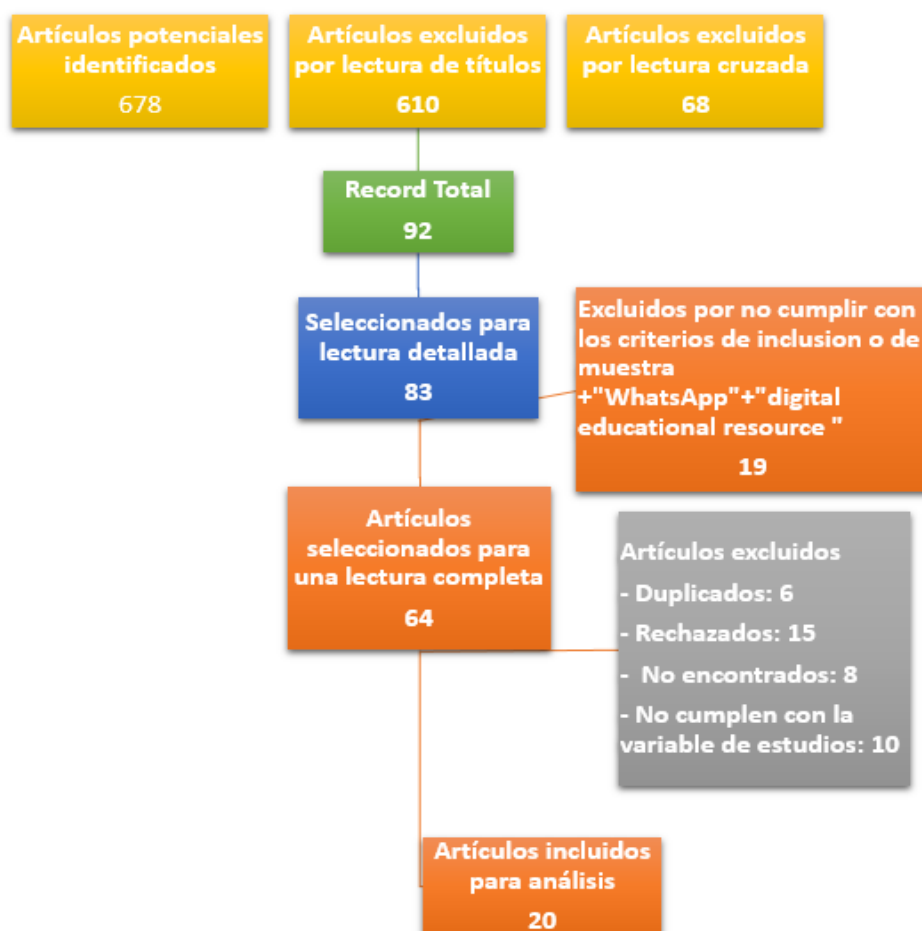 Artículos potenciales
identificados
678
Artículos excluidos
por lectura de títulos
610
Artículos excluidos
por lectura cruzada
68
Record Total
92
Seleccionados para
lectura detallada
83
Excluidos por no cumplir con
los criterios de inclusion o de
muestra
+"WhatsApp"+"digital
educational resource "
19
Artículos
seleccionados para
una lectura completa
64
Artículos excluidos
- Duplicados: 6
- Rechazados: 15
- No encontrados: 8
- No cumplen con la
variable de estudios: 10
Artículos incluidos
para análisis
20